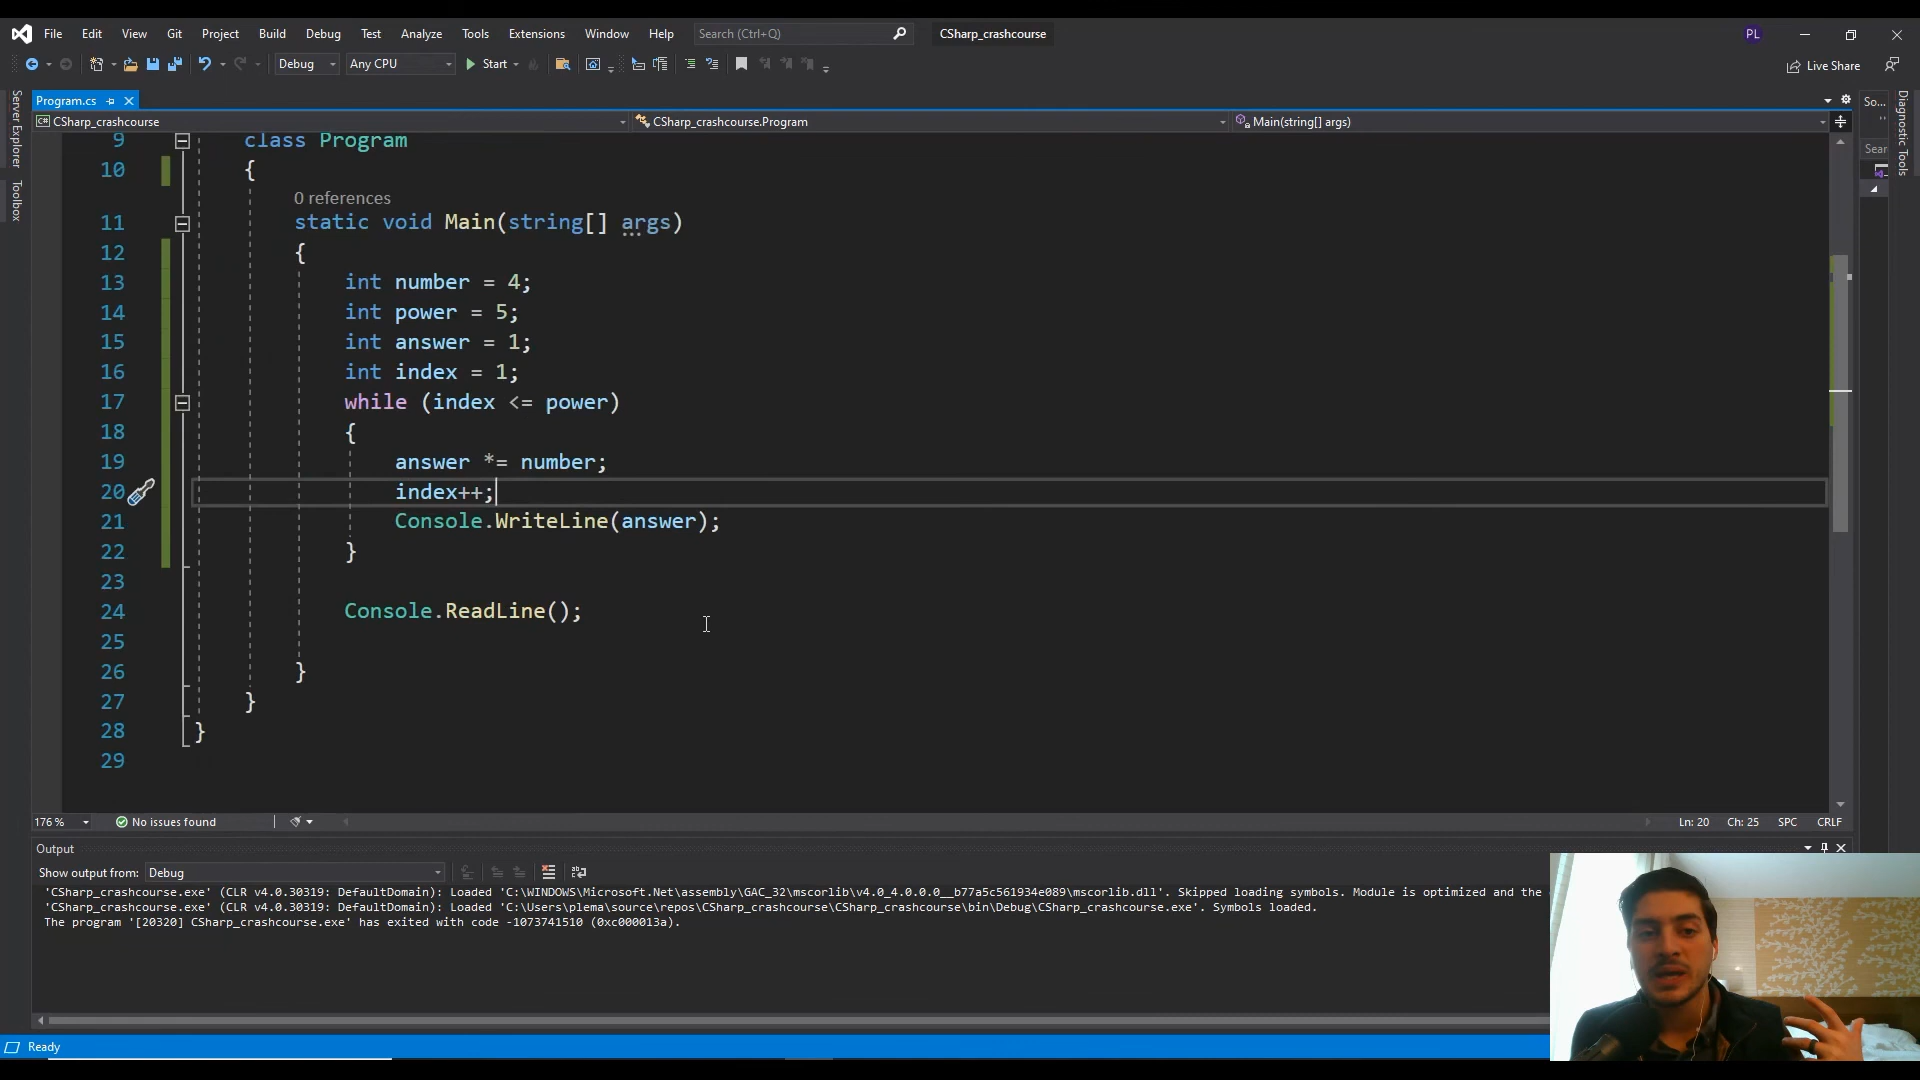 File Edit View Git Project Build Debug Test Analyze Tools Extensions Window Help Search (Ctrl+Q) CSharp_crashcourse PL
Debug Any CPU Start Live Share
Program.cs So...
CSharp_crashcourse CSharp_crashcourse.Program Main(string[] args)
Server Explorer
Toolbox
Diagnostic Tools
Sear
9 class Program
10 {
0 references
11 static void Main(string[] args)
12 {
13 int number = 4;
14 int power = 5;
15 int answer = 1;
16 int index = 1;
17 while (index <= power)
18 {
19 answer *= number;
20 index++;
21 Console.WriteLine(answer);
22 }
23
24 Console.ReadLine();
25
26 }
27 }
28 }
29
176 % No issues found Ln: 20 Ch: 25 SPC CRLF
Output
Show output from: Debug
'CSharp_crashcourse.exe' (CLR v4.0.30319: DefaultDomain): Loaded 'C:\WINDOWS\Microsoft.Net\assembly\GAC_32\mscorlib\v4.0_4.0.0.0__b77a5c561934e089\mscorlib.dll'. Skipped loading symbols. Module is optimized and the
'CSharp_crashcourse.exe' (CLR v4.0.30319: DefaultDomain): Loaded 'C:\Users\plema\source\repos\CSharp_crashcourse\CSharp_crashcourse\bin\Debug\CSharp_crashcourse.exe'. Symbols loaded.
The program '[20320] CSharp_crashcourse.exe' has exited with code -1073741510 (0xc000013a).
Ready